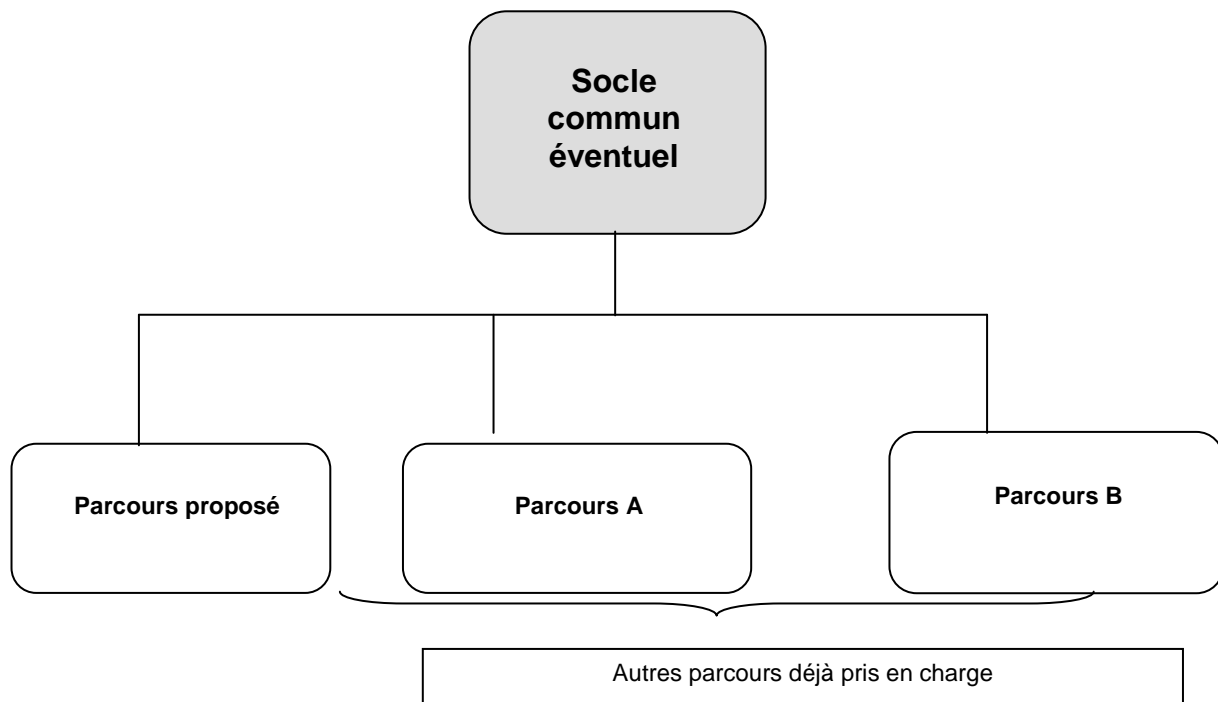 Socle
commun
éventuel
Parcours proposé
Parcours A
Parcours B
Autres parcours déjà pris en charge